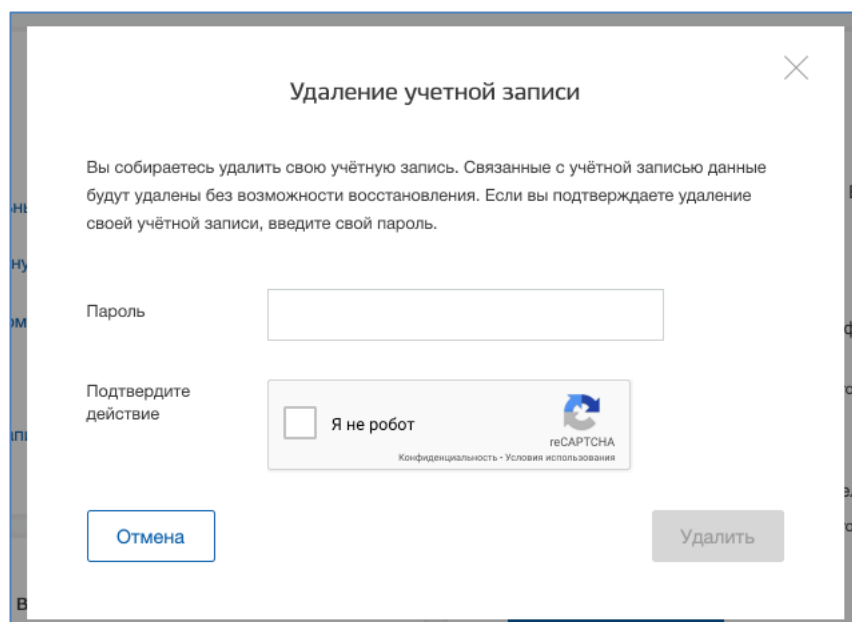 Удаление учетной записи
Вы собираетесь удалить свою учётную запись. Связанные с учётной записью данные
будут удалены без возможности восстановления. Если вы подтверждаете удаление
своей учётной записи, введите свой пароль.
Пароль
Подтвердите
действие
Я не робот
reCAPTCHA
Конфиденциальность - Условия использования
Отмена
Удалить